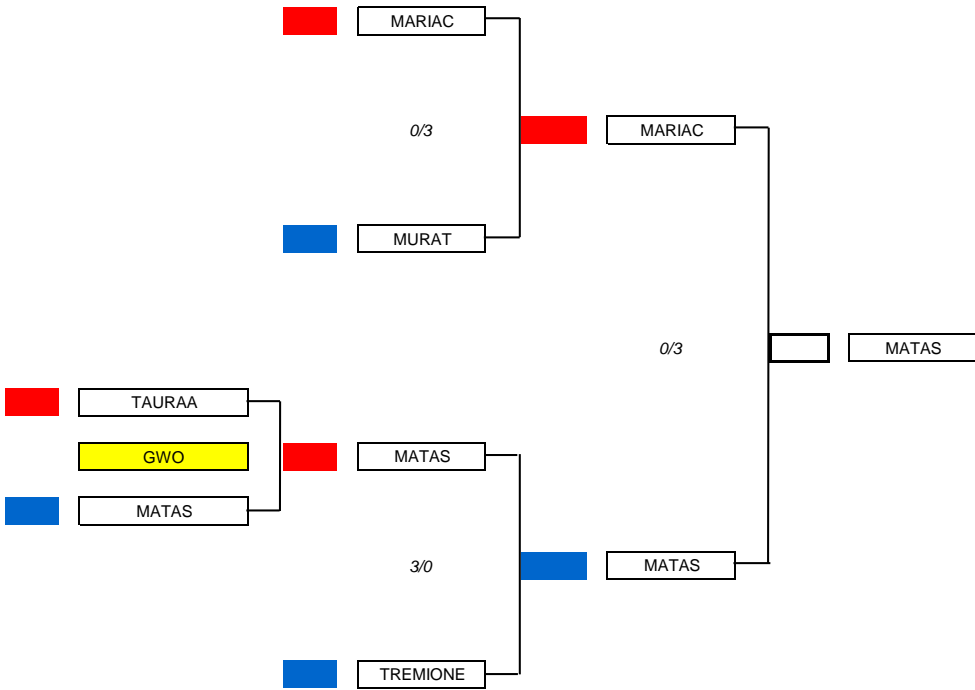 MARIAC
0/3
MARIAC
MURAT
0/3
MATAS
TAURAA
GWO
MATAS
MATAS
3/0
MATAS
TREMIONE